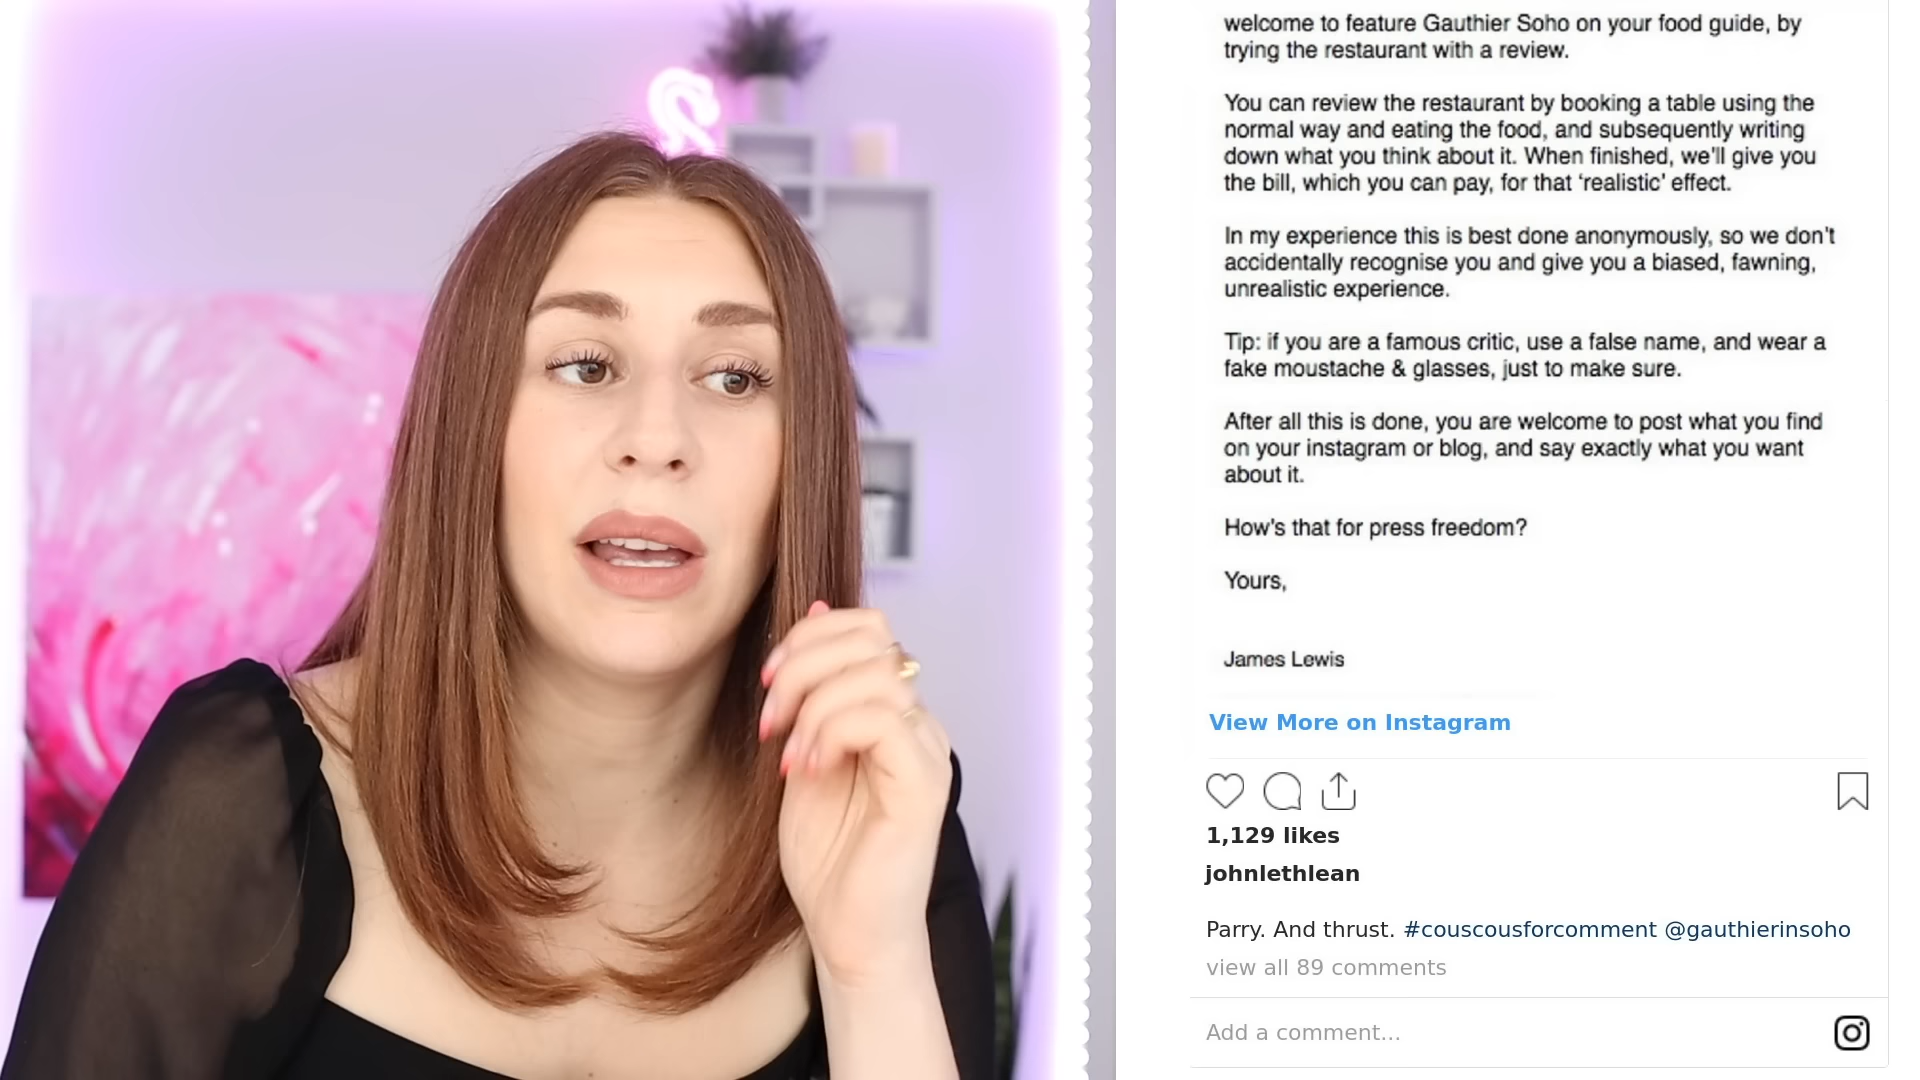 welcome to feature Gauthier Soho on your food guide, by
trying the restaurant with a review.
You can review the restaurant by booking a table using the
normal way and eating the food, and subsequently writing
down what you think about it. When finished, we'll give you
the bill, which you can pay, for that ‘realistic’ effect.
In my experience this is best done anonymously, so we don't
accidentally recognise you and give you a biased, fawning,
unrealistic experience.
Tip: if you are a famous critic, use a false name, and wear a
fake moustache & glasses, just to make sure.
After all this is done, you are welcome to post what you find
on your instagram or blog, and say exactly what you want
about it.
How's that for press freedom?
Yours,
James Lewis
View More on Instagram
1,129 likes
johnlethlean
Parry. And thrust. #couscousforcomment @gauthierinsoho
view all 89 comments
Add a comment...